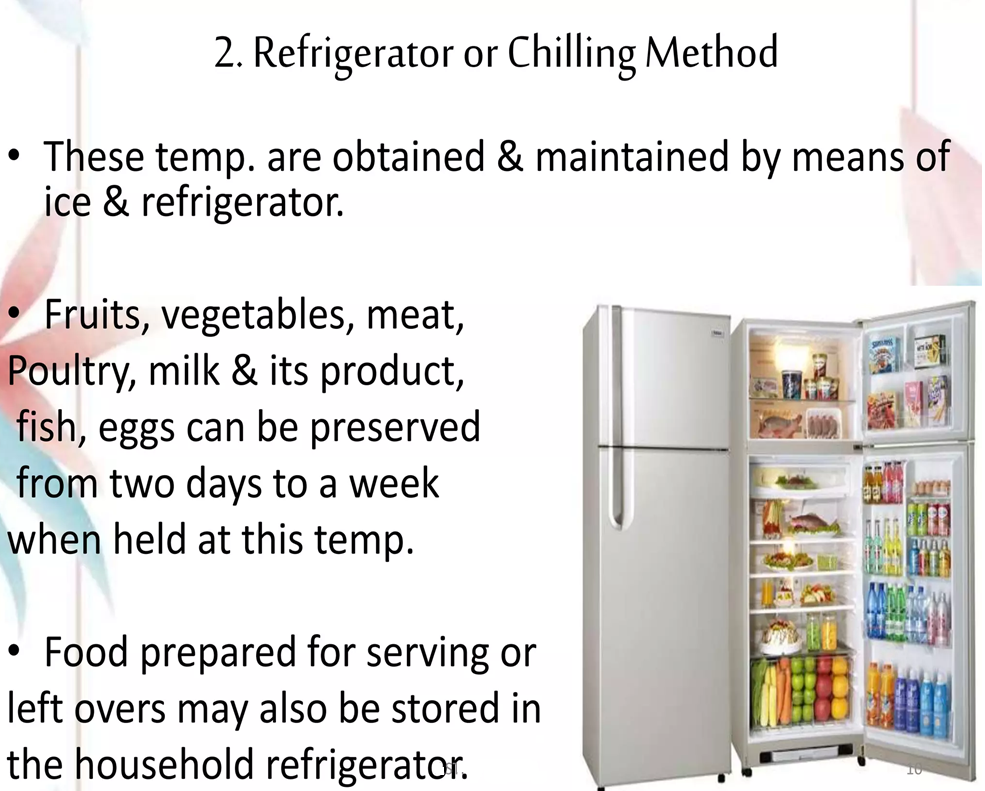 2. Refrigerator or Chilling Method
• These temp. are obtained & maintained by means of
ice & refrigerator.
• Fruits, vegetables, meat,
Poultry, milk & its product,
fish, eggs can be preserved
from two days to a week
when held at this temp.
• Food prepared for serving or
left overs may also be stored in
the household refrigerator.
10